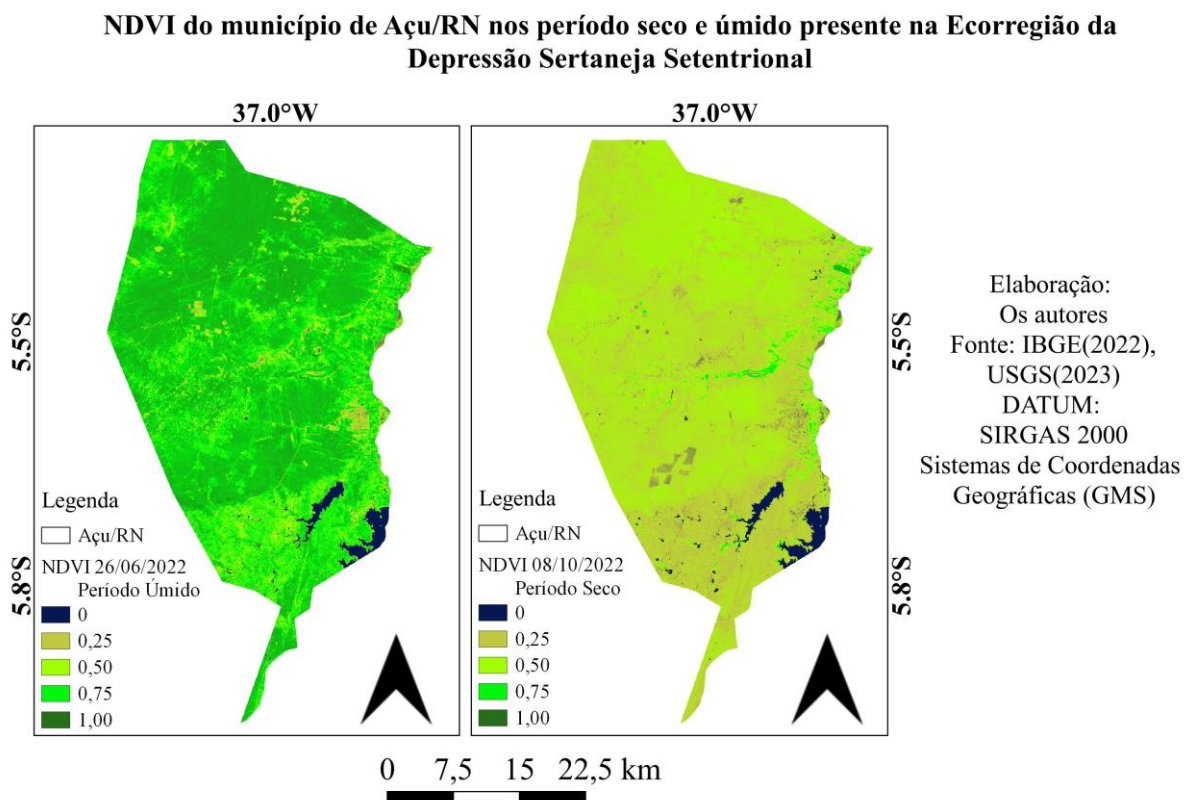 NDVI do município de Açu/RN nos período seco e úmido presente na Ecorregião da
Depressão Sertaneja Setentrional
37.0°W
37.0°W
5.5°S
5.5°S
5.8°S
5.8°S
Legenda
Açu/RN
NDVI 26/06/2022
Período Úmido
0
0,25
0,50
0,75
1,00
Legenda
Açu/RN
NDVI 08/10/2022
Período Seco
0
0,25
0,50
0,75
1,00
Elaboração:
Os autores
Fonte: IBGE(2022),
USGS(2023)
DATUM:
SIRGAS 2000
Sistemas de Coordenadas
Geográficas (GMS)
0 7,5 15 22,5 km